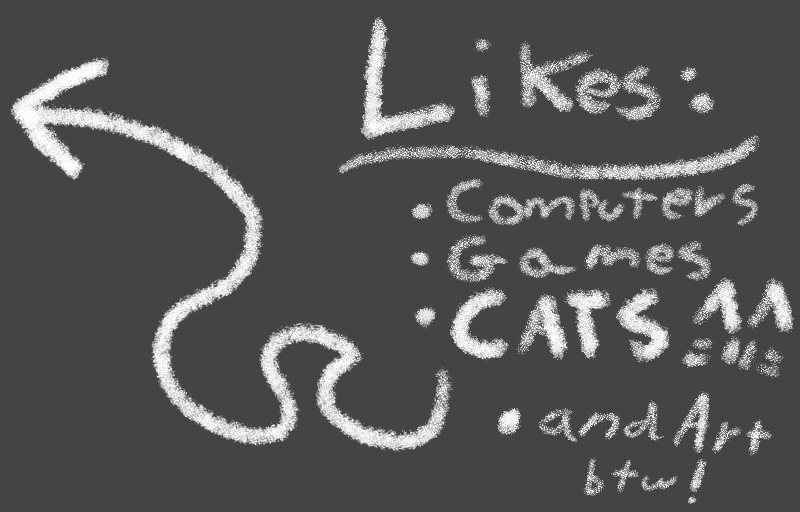 Likes:
• Computers
• Games
• CATS
• and Art
btw!